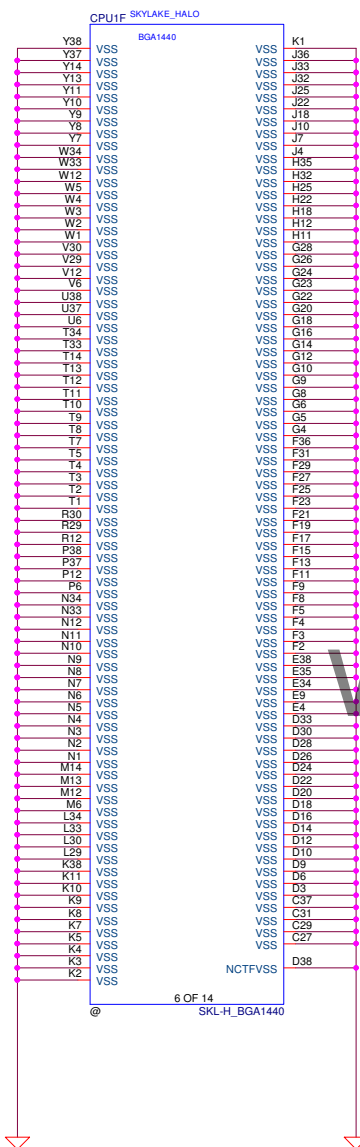 CPU1F SKYLAKE_HALO
BGA1440
Y38 VSS VSS K1
Y37 VSS VSS J36
Y14 VSS VSS J33
Y13 VSS VSS J32
Y11 VSS VSS J25
Y10 VSS VSS J22
Y9 VSS VSS J18
Y8 VSS VSS J10
Y7 VSS VSS J7
W34 VSS VSS J4
W33 VSS VSS H35
W12 VSS VSS H32
W5 VSS VSS H25
W4 VSS VSS H22
W3 VSS VSS H18
W2 VSS VSS H12
W1 VSS VSS H11
V30 VSS VSS G28
V29 VSS VSS G26
V12 VSS VSS G24
V6 VSS VSS G23
U38 VSS VSS G22
U37 VSS VSS G20
U6 VSS VSS G18
T34 VSS VSS G16
T33 VSS VSS G14
T14 VSS VSS G12
T13 VSS VSS G10
T12 VSS VSS G9
T11 VSS VSS G8
T10 VSS VSS G6
T9 VSS VSS G5
T8 VSS VSS G4
T7 VSS VSS F36
T5 VSS VSS F31
T4 VSS VSS F29
T3 VSS VSS F27
T2 VSS VSS F25
T1 VSS VSS F23
R30 VSS VSS F21
R29 VSS VSS F19
R12 VSS VSS F17
P38 VSS VSS F15
P37 VSS VSS F13
P12 VSS VSS F11
P6 VSS VSS F9
N34 VSS VSS F8
N33 VSS VSS F5
N12 VSS VSS F4
N11 VSS VSS F3
N10 VSS VSS F2
N9 VSS VSS E38
N8 VSS VSS E35
N7 VSS VSS E34
N6 VSS VSS E9
N5 VSS VSS E4
N4 VSS VSS D33
N3 VSS VSS D30
N2 VSS VSS D28
N1 VSS VSS D26
M14 VSS VSS D24
M13 VSS VSS D22
M12 VSS VSS D20
M6 VSS VSS D18
L34 VSS VSS D16
L33 VSS VSS D14
L30 VSS VSS D12
L29 VSS VSS D10
K38 VSS VSS D9
K11 VSS VSS D6
K10 VSS VSS D3
K9 VSS VSS C37
K8 VSS VSS C31
K7 VSS VSS C29
K5 VSS VSS C27
K4 VSS
K3 VSS NCTFVSS D38
K2 VSS
6 OF 14
@ SKL-H_BGA1440